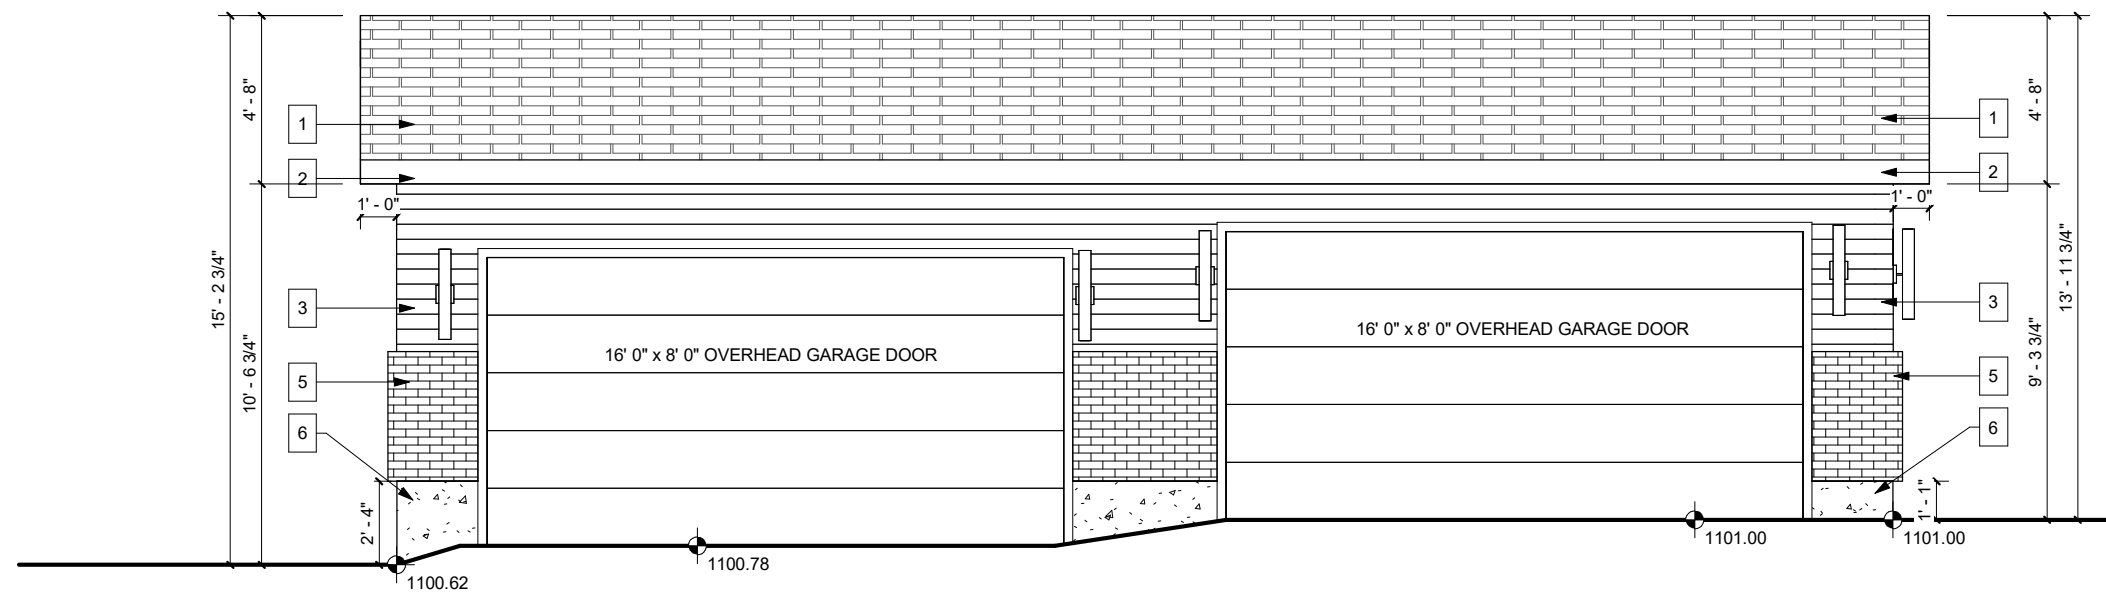 4' - 8"
15' - 2 3/4"
10' - 6 3/4"
2' - 4"
1
2
1' - 0"
3
5
6
16' 0" x 8' 0" OVERHEAD GARAGE DOOR
16' 0" x 8' 0" OVERHEAD GARAGE DOOR
1100.62
1100.78
1101.00
1101.00
1
2
1' - 0"
3
5
6
1' - 1"
4' - 8"
9' - 3 3/4"
13' - 11 3/4"